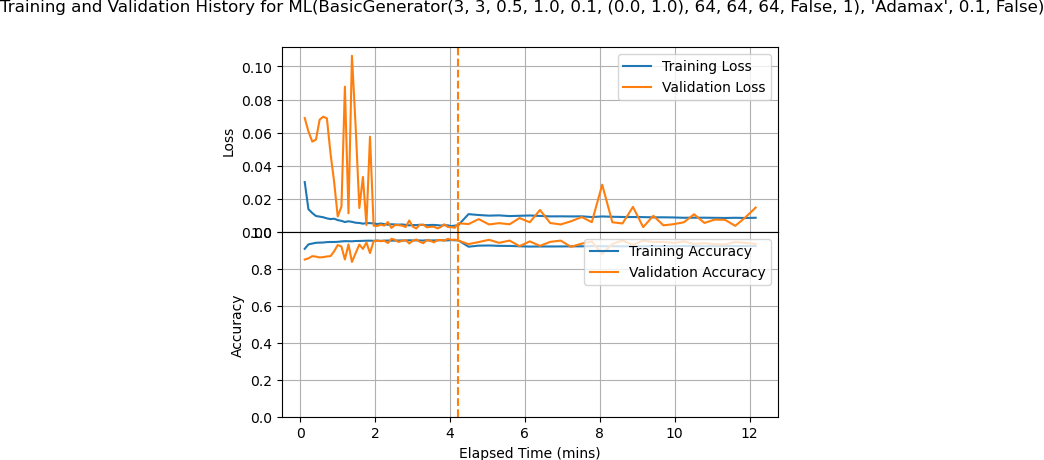 Training and Validation History for ML(BasicGenerator(3, 3, 0.5, 1.0, 0.1, (0.0, 1.0), 64, 64, 64, False, 1), 'Adamax', 0.1, False)
0.10
0.08
0.06
0.04
0.02
0.00
Loss
Training Loss
Validation Loss
1.0
0.8
0.6
0.4
0.2
0.0
Accuracy
Training Accuracy
Validation Accuracy
0 2 4 6 8 10 12
Elapsed Time (mins)